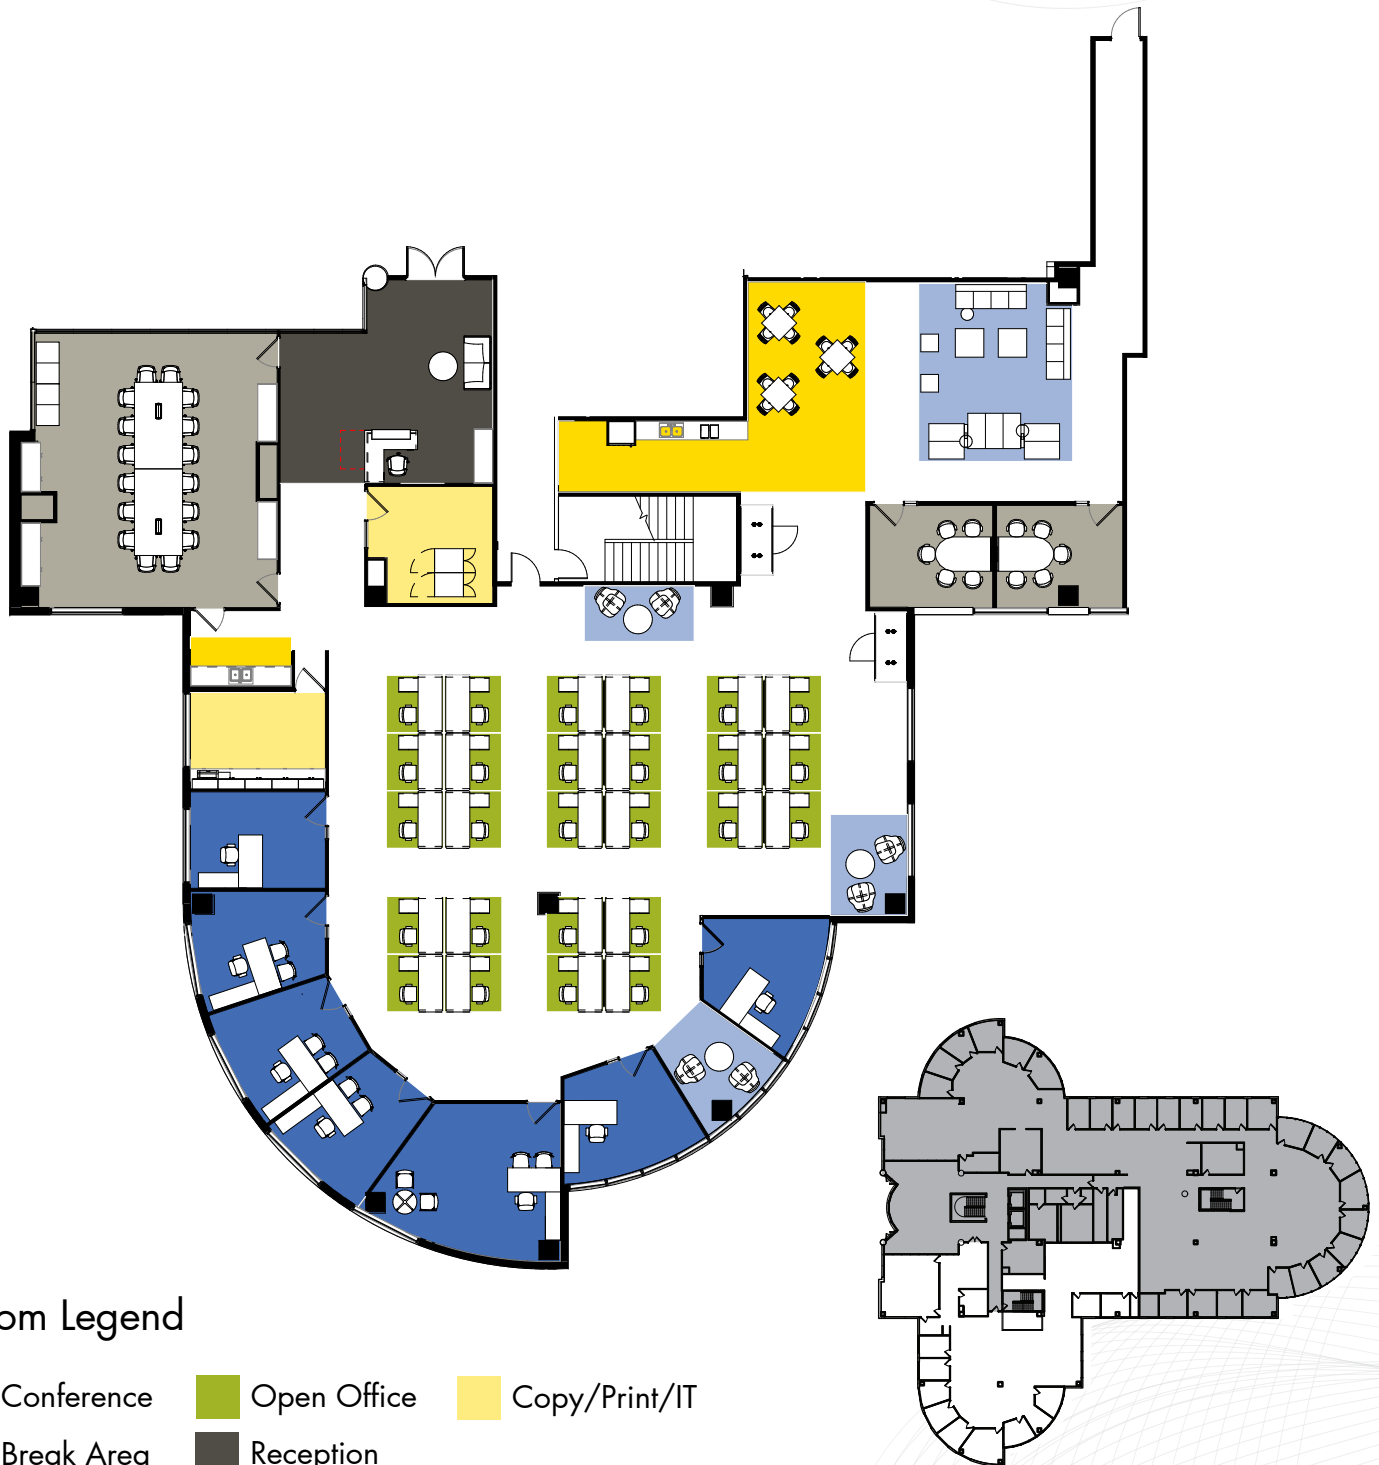 om Legend
Conference
Open Office
Copy/Print/IT
Break Area
Reception